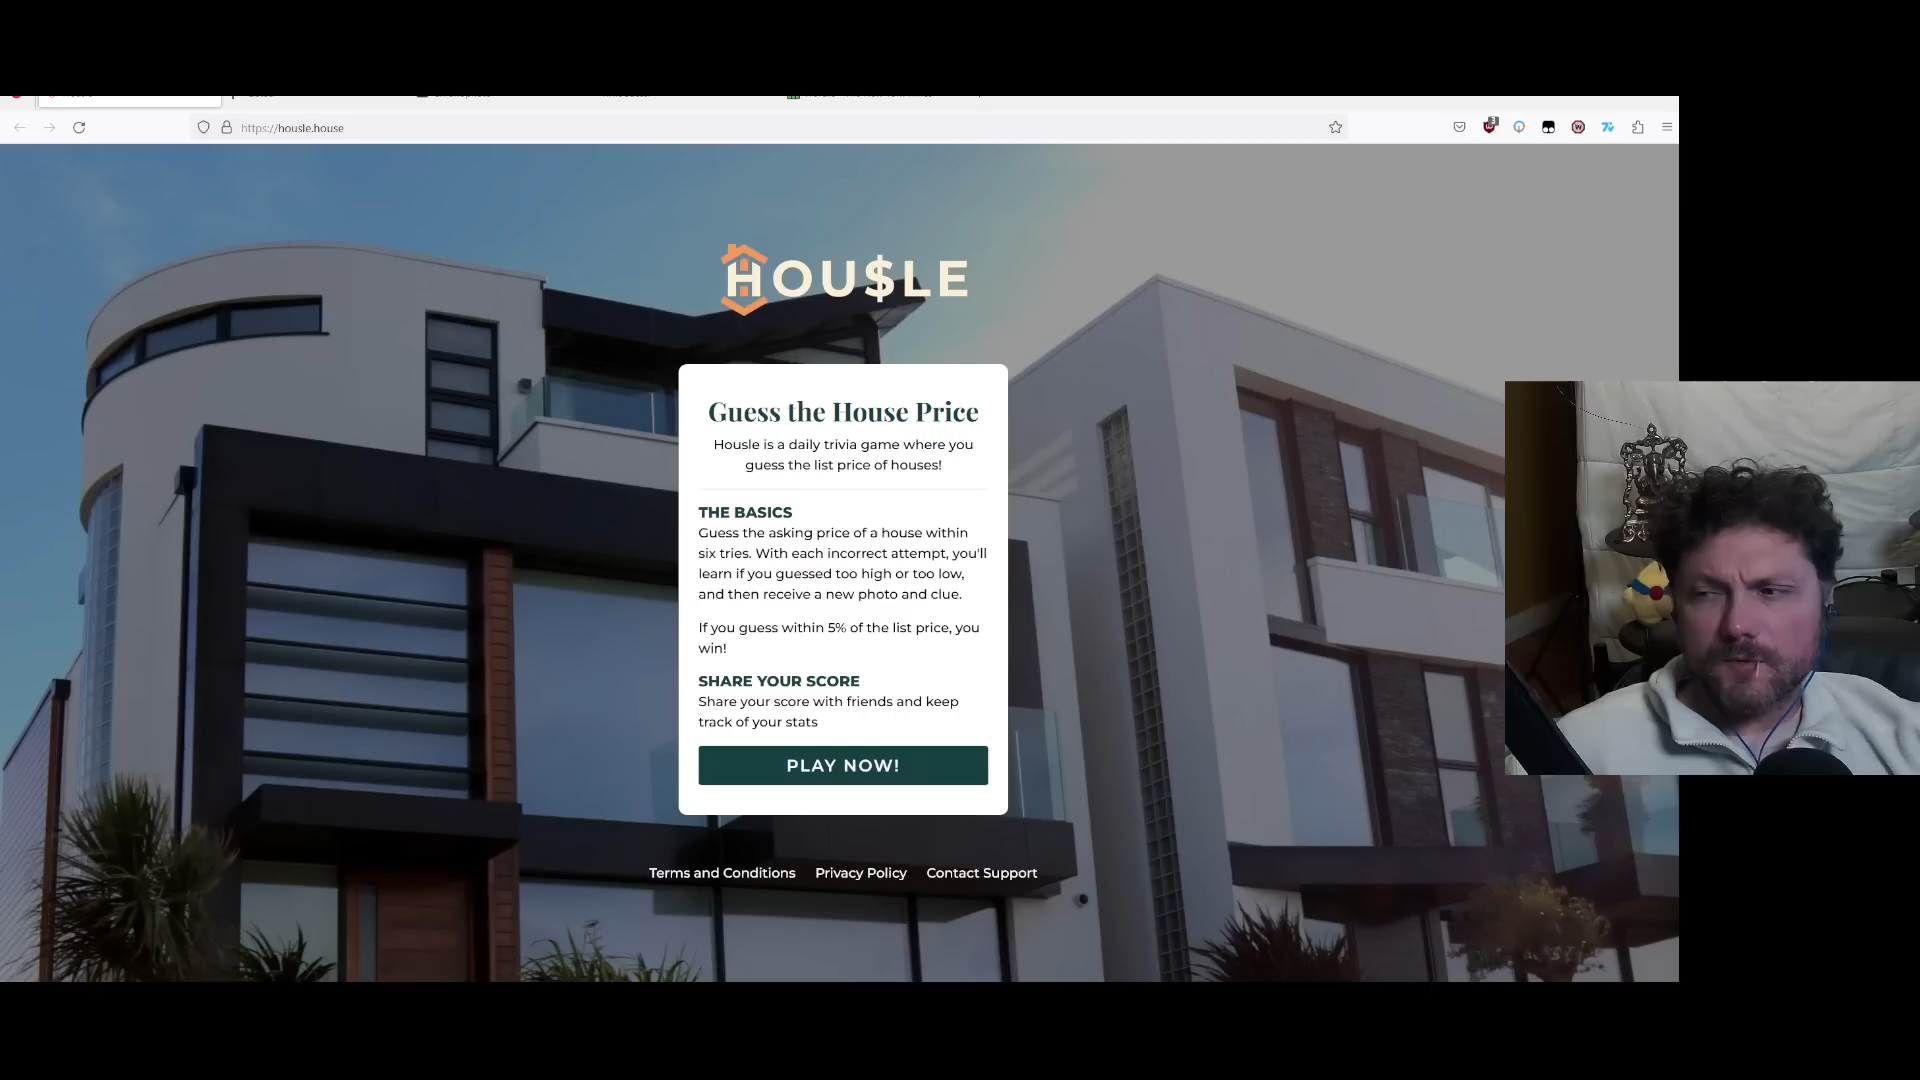 https://housle.house
HOU$LE
Guess the House Price
Housle is a daily trivia game where you
guess the list price of houses!
THE BASICS
Guess the asking price of a house within
six tries. With each incorrect attempt, you'll
learn if you guessed too high or too low,
and then receive a new photo and clue.
If you guess within 5% of the list price, you
win!
SHARE YOUR SCORE
Share your score with friends and keep
track of your stats
PLAY NOW!
Terms and Conditions Privacy Policy Contact Support